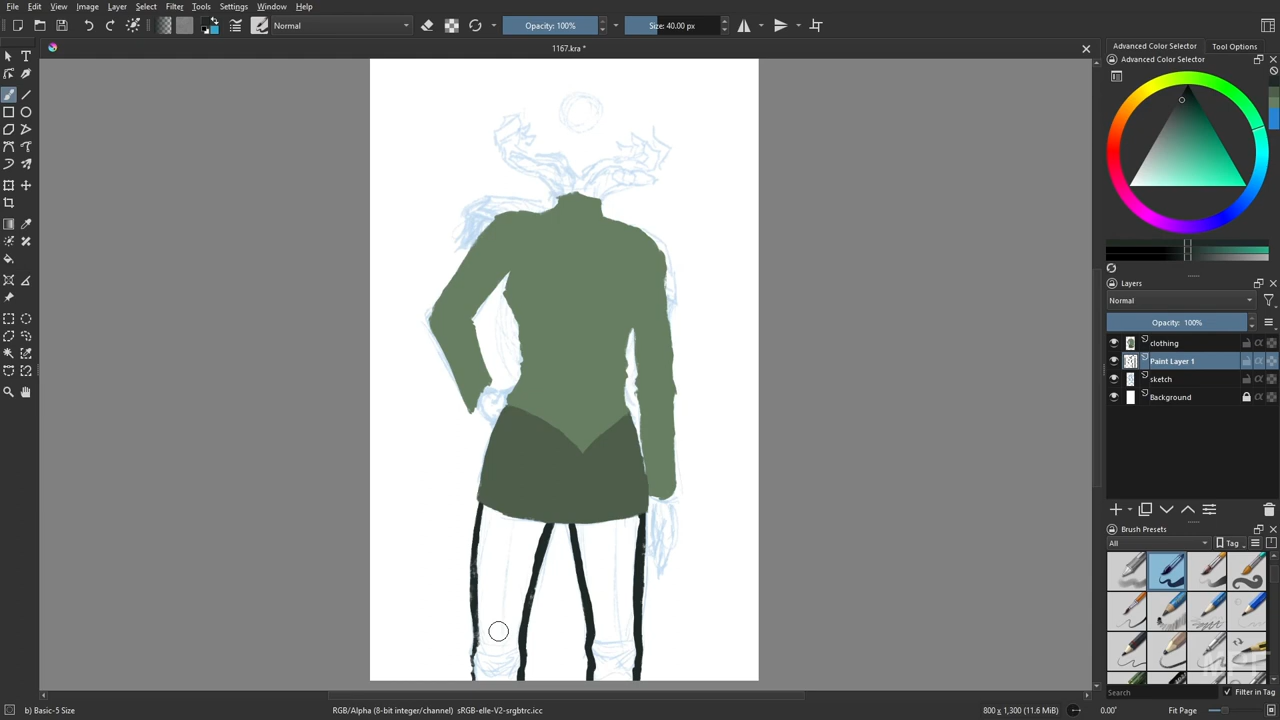 File Edit View Image Layer Select Filter Tools Settings Window Help
Normal Opacity: 100% Size: 40.00 px
1167.kra *
Advanced Color Selector Tool Options
Advanced Color Selector
Layers
Normal
Opacity: 100%
clothing
Paint Layer 1
sketch
Background
Brush Presets
All Tag
Search Filter in Tag
b) Basic-5 Size RGB/Alpha (8-bit integer/channel) sRGB-elle-V2-srgbtrc.icc 800 x 1,300 (11.6 MiB) 0.00° Fit Page